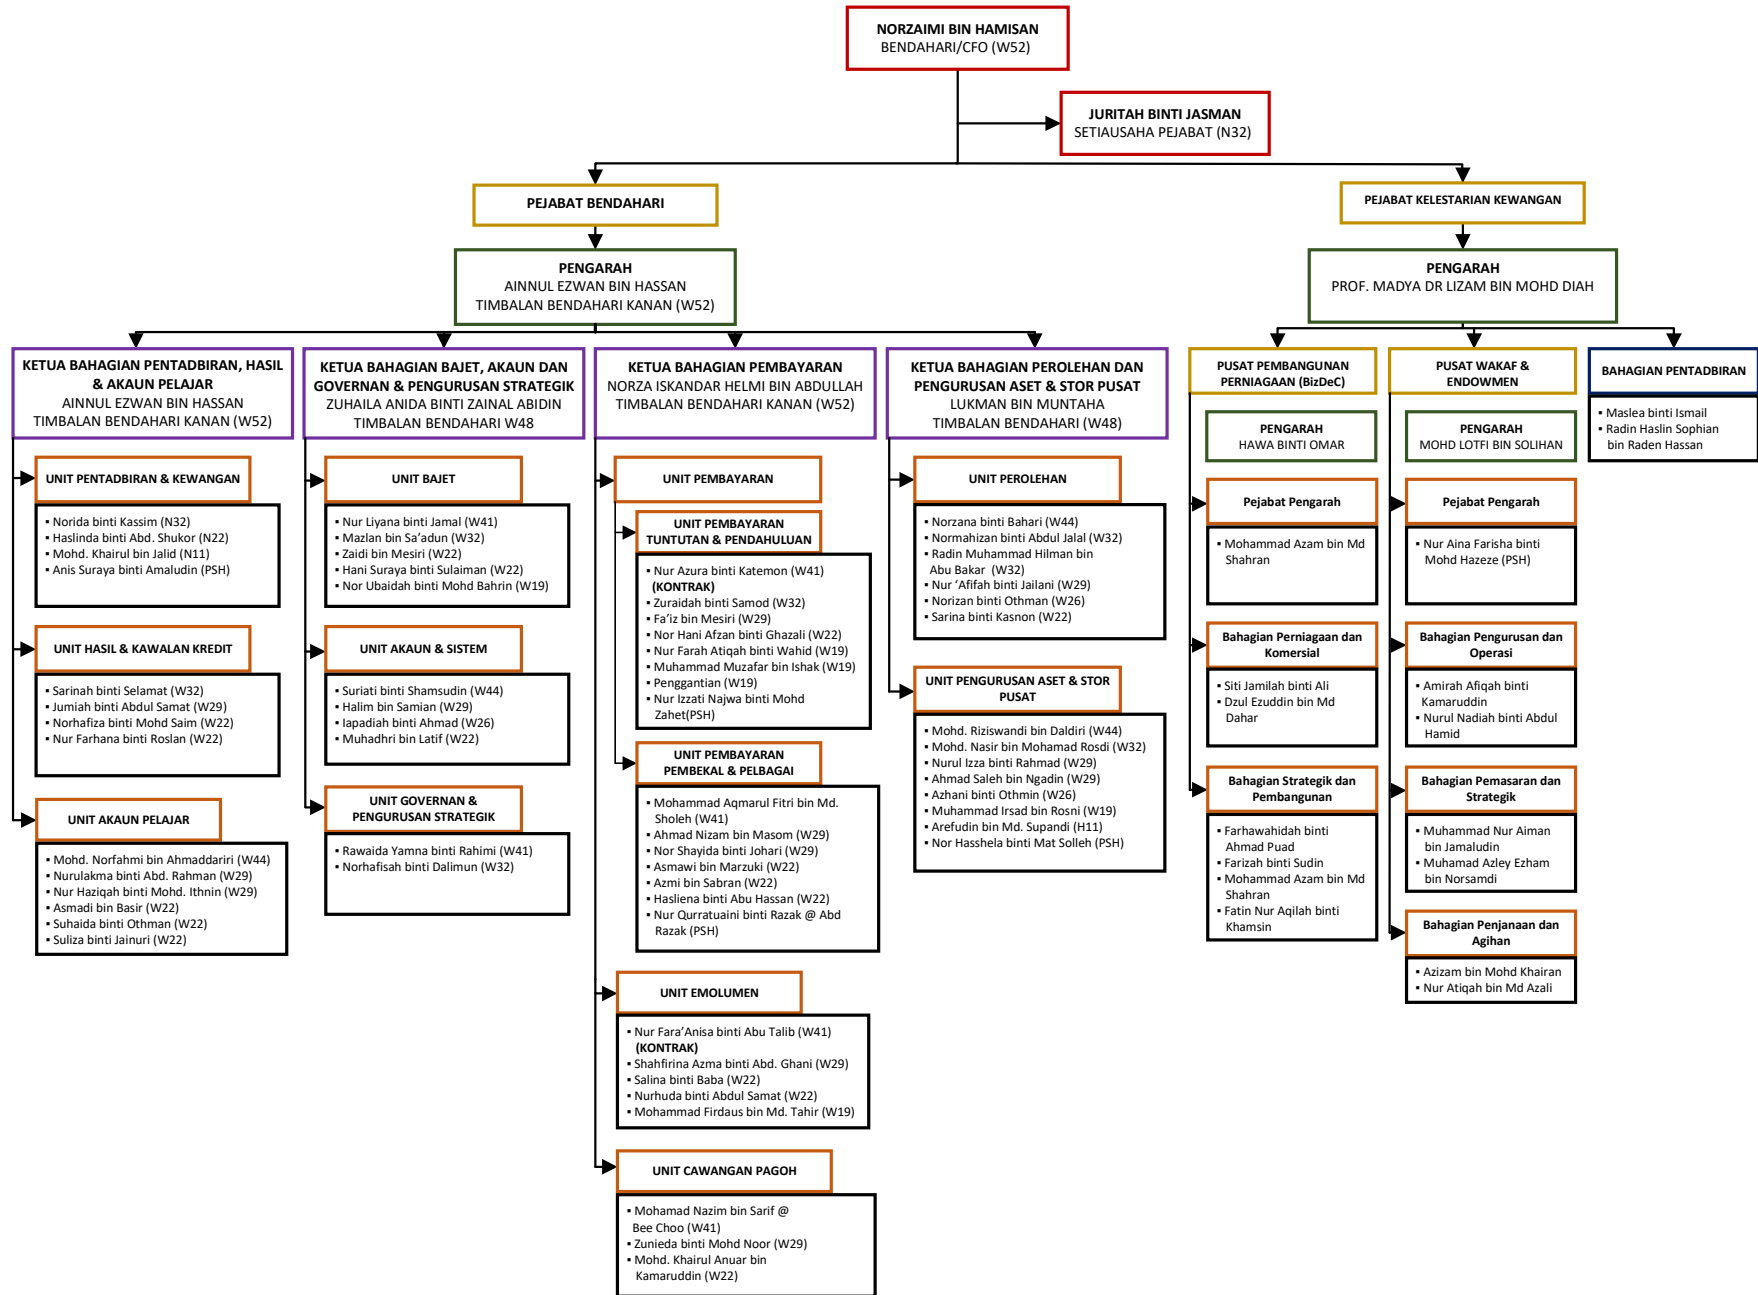 NORZAIMI BIN HAMISAN
BENDAHARI/CFO (W52)
JURITAH BINTI JASMAN
SETIAUSAHA PEJABAT (N32)
PEJABAT BENDAHARI
PENGARAH
AINNUL EZWAN BIN HASSAN
TIMBALAN BENDAHARI KANAN (W52)
KETUA BAHAGIAN PENTADBIRAN, HASIL
& AKAUN PELAJAR
AINNUL EZWAN BIN HASSAN
TIMBALAN BENDAHARI KANAN (W52)
UNIT PENTADBIRAN & KEWANGAN
▪ Norida binti Kassim (N32)
▪ Haslinda binti Abd. Shukor (N22)
▪ Mohd. Khairul bin Jalid (N11)
▪ Anis Suraya binti Amaludin (PSH)
UNIT HASIL & KAWALAN KREDIT
▪ Sarinah binti Selamat (W32)
▪ Jumiah binti Abdul Samat (W29)
▪ Norhafiza binti Mohd Saim (W22)
▪ Nur Farhana binti Roslan (W22)
UNIT AKAUN PELAJAR
▪ Mohd. Norfahmi bin Ahmaddariri (W44)
▪ Nurulakma binti Abd. Rahman (W29)
▪ Nur Haziqah binti Mohd. Ithnin (W29)
▪ Asmadi bin Basir (W22)
▪ Suhaida binti Othman (W22)
▪ Suliza binti Jainuri (W22)
KETUA BAHAGIAN BAJET, AKAUN DAN
GOVERNAN & PENGURUSAN STRATEGIK
ZUHAILA ANIDA BINTI ZAINAL ABIDIN
TIMBALAN BENDAHARI W48
UNIT BAJET
▪ Nur Liyana binti Jamal (W41)
▪ Mazlan bin Sa’adun (W32)
▪ Zaidi bin Mesiri (W22)
▪ Hani Suraya binti Sulaiman (W22)
▪ Nor Ubaidah binti Mohd Bahrin (W19)
UNIT AKAUN & SISTEM
▪ Suriati binti Shamsudin (W44)
▪ Halim bin Samian (W29)
▪ Iapadiah binti Ahmad (W26)
▪ Muhadhri bin Latif (W22)
UNIT GOVERNAN &
PENGURUSAN STRATEGIK
▪ Rawaida Yamna binti Rahimi (W41)
▪ Norhafisah binti Dalimun (W32)
KETUA BAHAGIAN PEMBAYARAN
NORZA ISKANDAR HELMI BIN ABDULLAH
TIMBALAN BENDAHARI KANAN (W52)
UNIT PEMBAYARAN
UNIT PEMBAYARAN
TUNTUTAN & PENDAHULUAN
▪ Nur Azura binti Katemon (W41)
(KONTRAK)
▪ Zuraidah binti Samod (W32)
▪ Fa’iz bin Mesiri (W29)
▪ Nor Hani Afzan binti Ghazali (W22)
▪ Nur Farah Atiqah binti Wahid (W19)
▪ Muhammad Muzafar bin Ishak (W19)
▪ Penggantian (W19)
▪ Nur Izzati Najwa binti Mohd
Zahet(PSH)
UNIT PEMBAYARAN
PEMBEKAL & PELBAGAI
▪ Mohammad Aqmarul Fitri bin Md.
Sholeh (W41)
▪ Ahmad Nizam bin Masom (W29)
▪ Nor Shayida binti Johari (W29)
▪ Asmawi bin Marzuki (W22)
▪ Azmi bin Sabran (W22)
▪ Hasliena binti Abu Hassan (W22)
▪ Nur Qurratuaini binti Razak @ Abd
Razak (PSH)
UNIT EMOLUMEN
▪ Nur Fara’Anisa binti Abu Talib (W41)
(KONTRAK)
▪ Shahfirina Azma binti Abd. Ghani (W29)
▪ Salina binti Baba (W22)
▪ Nurhuda binti Abdul Samat (W22)
▪ Mohammad Firdaus bin Md. Tahir (W19)
UNIT CAWANGAN PAGOH
▪ Mohamad Nazim bin Sarif @
Bee Choo (W41)
▪ Zunieda binti Mohd Noor (W29)
▪ Mohd. Khairul Anuar bin
Kamaruddin (W22)
KETUA BAHAGIAN PEROLEHAN DAN
PENGURUSAN ASET & STOR PUSAT
LUKMAN BIN MUNTAHA
TIMBALAN BENDAHARI (W48)
UNIT PEROLEHAN
▪ Norzana binti Bahari (W44)
▪ Normahizan binti Abdul Jalal (W32)
▪ Radin Muhammad Hilman bin
Abu Bakar (W32)
▪ Nur ‘Afifah binti Jailani (W29)
▪ Norizan binti Othman (W26)
▪ Sarina binti Kasnon (W22)
UNIT PENGURUSAN ASET & STOR
PUSAT
▪ Mohd. Riziswandi bin Daldiri (W44)
▪ Mohd. Nasir bin Mohamad Rosdi (W32)
▪ Nurul Izza binti Rahmad (W29)
▪ Ahmad Saleh bin Ngadin (W29)
▪ Azhani binti Othmin (W26)
▪ Muhammad Irsad bin Rosni (W19)
▪ Arefudin bin Md. Supandi (H11)
▪ Nor Hasshela binti Mat Solleh (PSH)
PEJABAT KELESTARIAN KEWANGAN
PENGARAH
PROF. MADYA DR LIZAM BIN MOHD DIAH
PUSAT PEMBANGUNAN
PERNIAGAAN (BizDeC)
PENGARAH
HAWA BINTI OMAR
Pejabat Pengarah
▪ Mohammad Azam bin Md
Shahran
Bahagian Perniagaan dan
Komersial
▪ Siti Jamilah binti Ali
▪ Dzul Ezuddin bin Md
Dahar
Bahagian Strategik dan
Pembangunan
▪ Farhawahidah binti
Ahmad Puad
▪ Farizah binti Sudin
▪ Mohammad Azam bin Md
Shahran
▪ Fatin Nur Aqilah binti
Khamsin
PUSAT WAKAF &
ENDOWMEN
PENGARAH
MOHD LOTFI BIN SOLIHAN
Pejabat Pengarah
▪ Nur Aina Farisha binti
Mohd Hazeze (PSH)
Bahagian Pengurusan dan
Operasi
▪ Amirah Afiqah binti
Kamaruddin
▪ Nurul Nadiah binti Abdul
Hamid
Bahagian Pemasaran dan
Strategik
▪ Muhammad Nur Aiman
bin Jamaludin
▪ Muhamad Azley Ezham
bin Norsamdi
Bahagian Penjanaan dan
Agihan
▪ Azizam bin Mohd Khairan
▪ Nur Atiqah bin Md Azali
BAHAGIAN PENTADBIRAN
▪ Maslea binti Ismail
▪ Radin Haslin Sophian
bin Raden Hassan